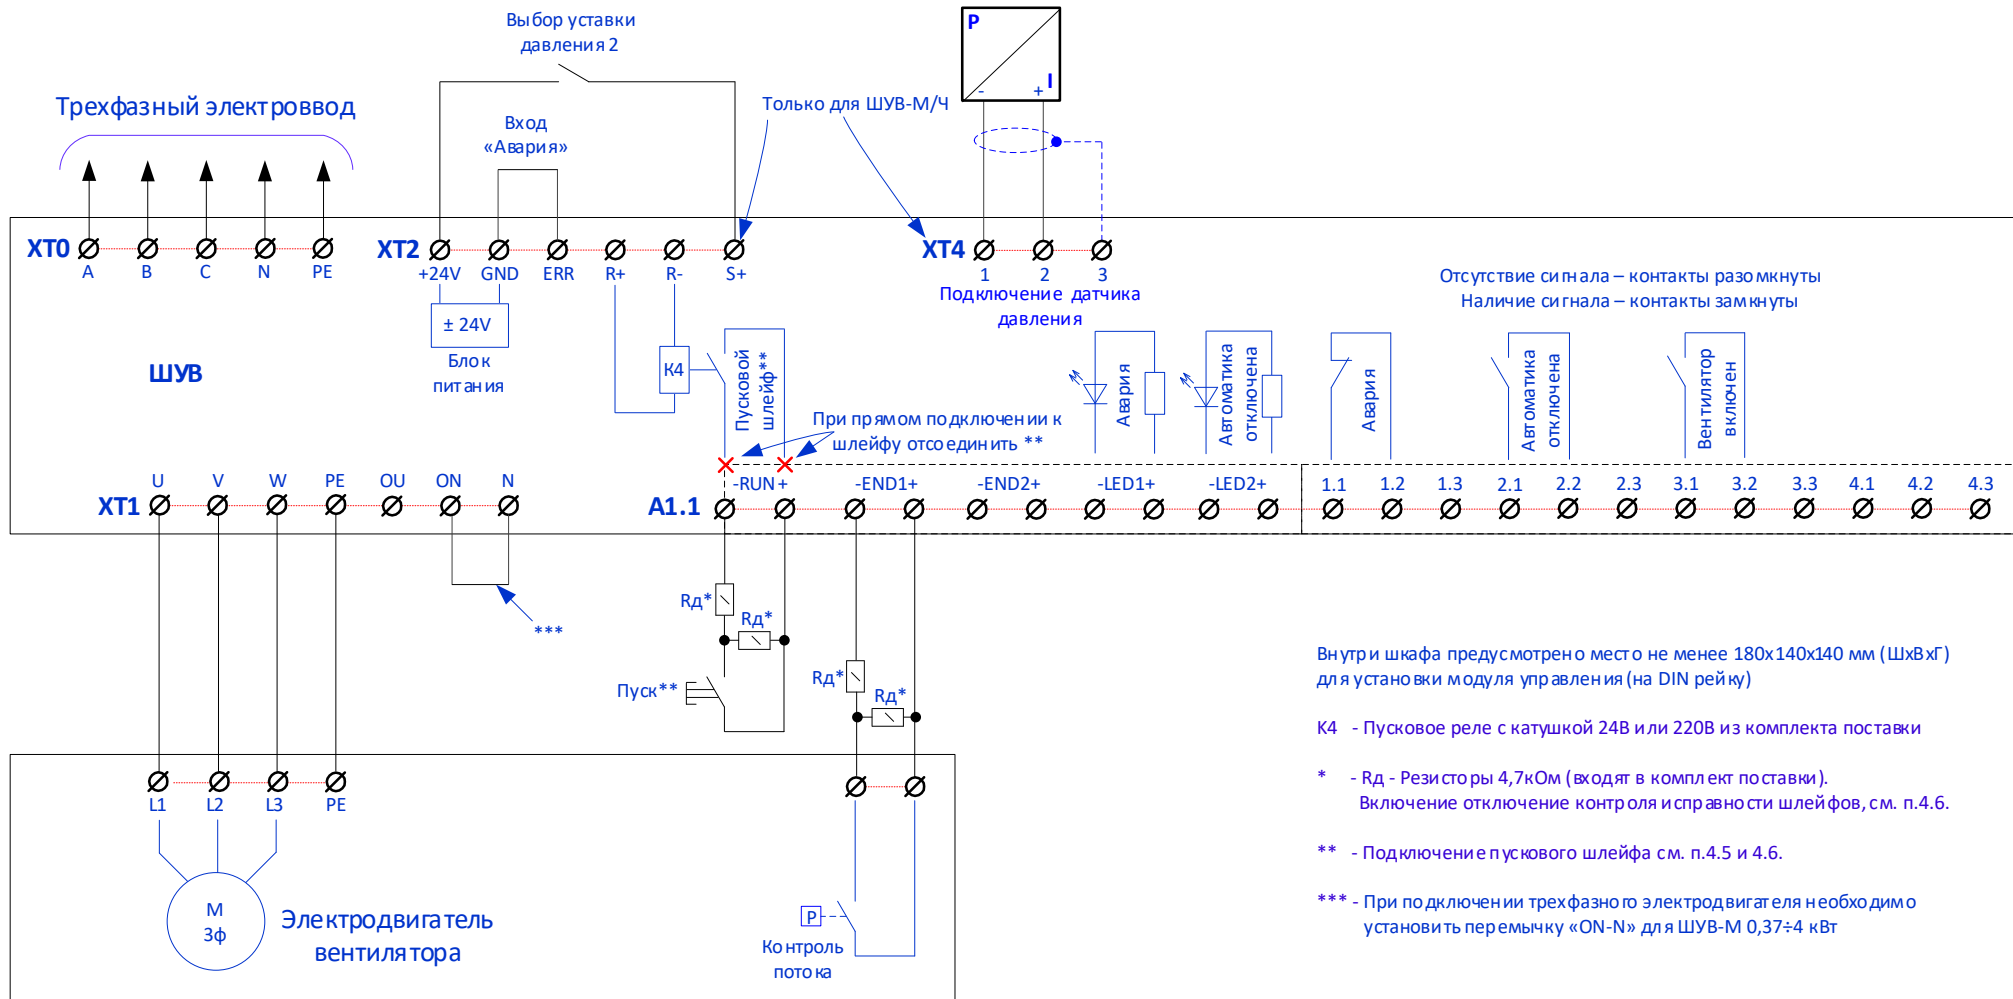 Выбор уставки
давления 2
P
I
- +
Трехфазный электроввод
Только для ШУВ-М/Ч
Вход
«Авария»
XT0
A B C N PE
XT2
+24V GND ERR R+ R- S+
XT4
1 2 3
Подключение датчика
давления
Отсутствие сигнала – контакты разомкнуты
Наличие сигнала – контакты замкнуты
± 24V
Блок
питания
ШУВ
K4
Пусковой
шлейф**
При прямом подключении к
шлейфу отсоединить **
Авария
Автоматика
отключена
Авария
Автоматика
отключена
Вентилятор
включен
XT1
U V W PE OU ON N
A1.1
-RUN+ -END1+ -END2+ -LED1+ -LED2+ 1.1 1.2 1.3 2.1 2.2 2.3 3.1 3.2 3.3 4.1 4.2 4.3
***
Rд*
Rд*
Пуск**
Rд*
Rд*
L1 L2 L3 PE
М
3ф
Электродвигатель
вентилятора
P
Контроль
потока
Внутри шкафа предусмотрено место не менее 180х140х140 мм (ШхВхГ)
для установки модуля управления (на DIN рейку)
К4 - Пусковое реле с катушкой 24В или 220В из комплекта поставки
* - Rд - Резисторы 4,7кОм (входят в комплект поставки).
Включение отключение контроля исправности шлейфов, см. п.4.6.
** - Подключение пускового шлейфа см. п.4.5 и 4.6.
*** - При подключении трехфазного электродвигателя необходимо
установить перемычку «ON-N» для ШУВ-М 0,37÷4 кВт